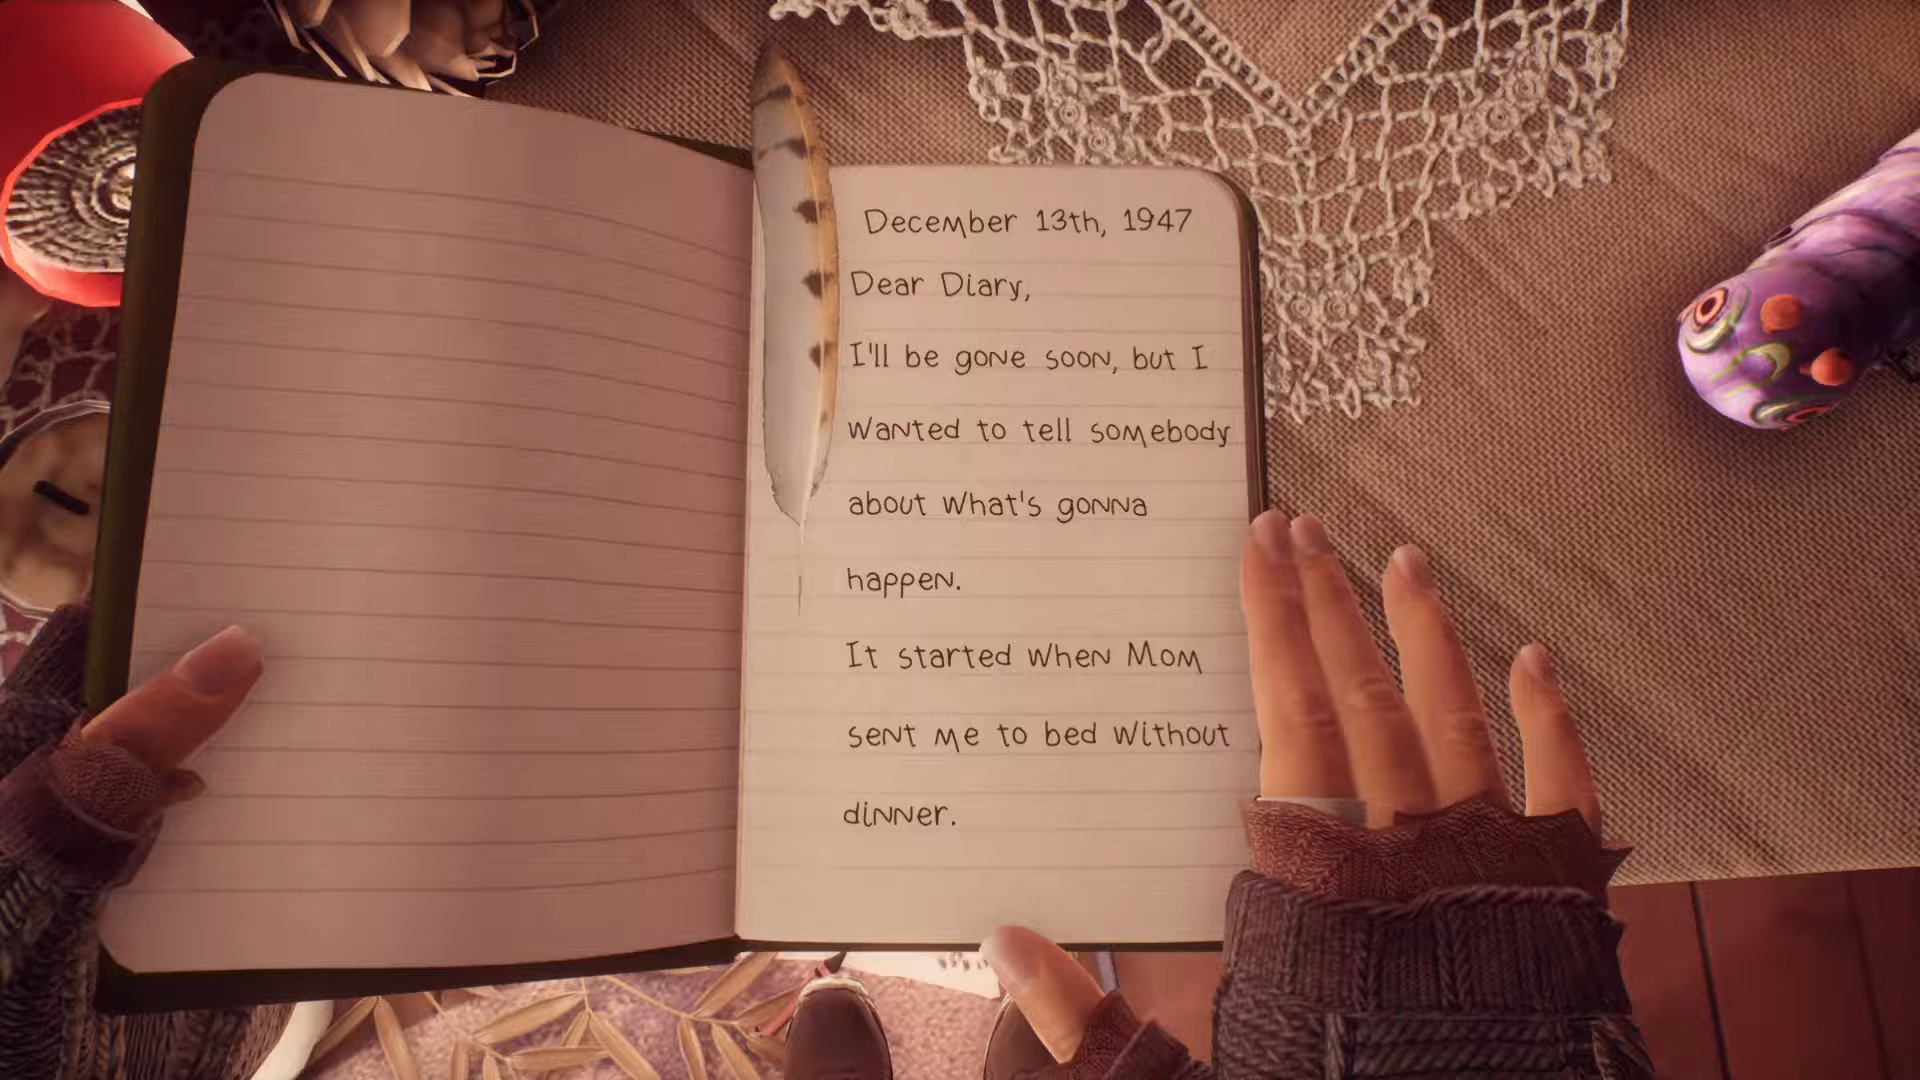 December 13th, 1947
Dear Diary,
I'll be gone soon, but I
wanted to tell somebody
about what's gonna
happen.
It started when Mom
sent me to bed without
dinner.